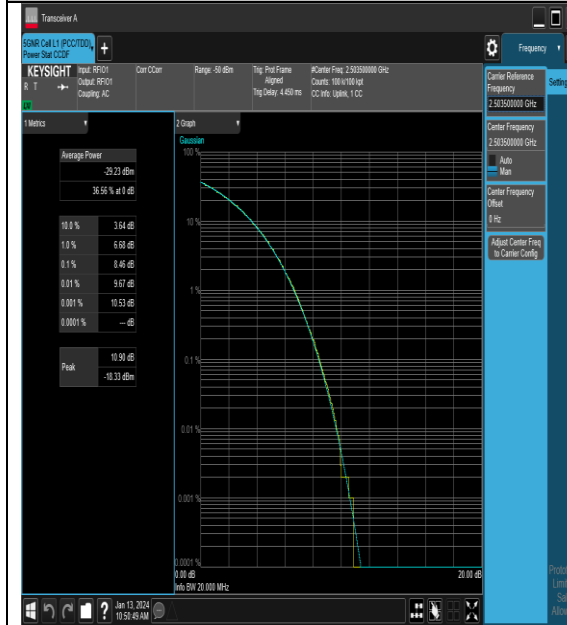 Transceiver A
5GNR Cell L1 (PCC/TDD),
Power Stat CCDF
+
Frequency
KEYSIGHT
R T
LV
Input: RFIO1
Output: RFIO1
Coupling: AC
Corr CCorr
Range: -50 dBm
Trig: Prot Frame
Aligned
Trig Delay: 4.450 ms
#Center Freq: 2.503500000 GHz
Counts: 100 k/100 kpt
CC Info: Uplink, 1 CC
1 Metrics
Average Power
-29.23 dBm
36.56 % at 0 dB
10.0 % 3.64 dB
1.0 % 6.68 dB
0.1 % 8.46 dB
0.01 % 9.67 dB
0.001 % 10.53 dB
0.0001 % --- dB
Peak
10.90 dB
-18.33 dBm
2 Graph
Gaussian
100 %
10 %
1 %
0.1 %
0.01 %
0.001 %
0.0001 %
0.00 dB
20.00 dB
Info BW 20.000 MHz
Carrier Reference
Frequency
2.503500000 GHz
Center Frequency
2.503500000 GHz
Auto
Man
Center Frequency
Offset
0 Hz
Adjust Center Freq
to Carrier Config
Setting
?
Jan 13, 2024
10:50:49 AM